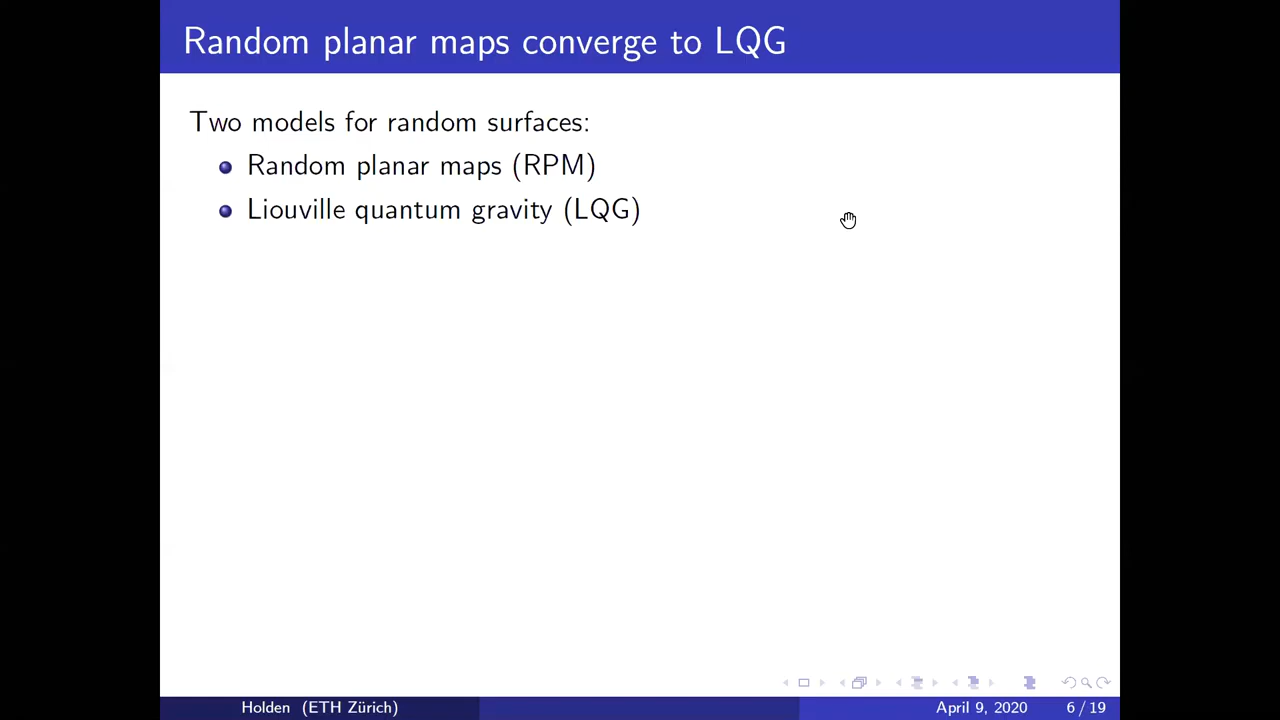 Random planar maps converge to LQG
Two models for random surfaces:
Random planar maps (RPM)
Liouville quantum gravity (LQG)
Holden (ETH Zürich)
April 9, 2020
6 / 19